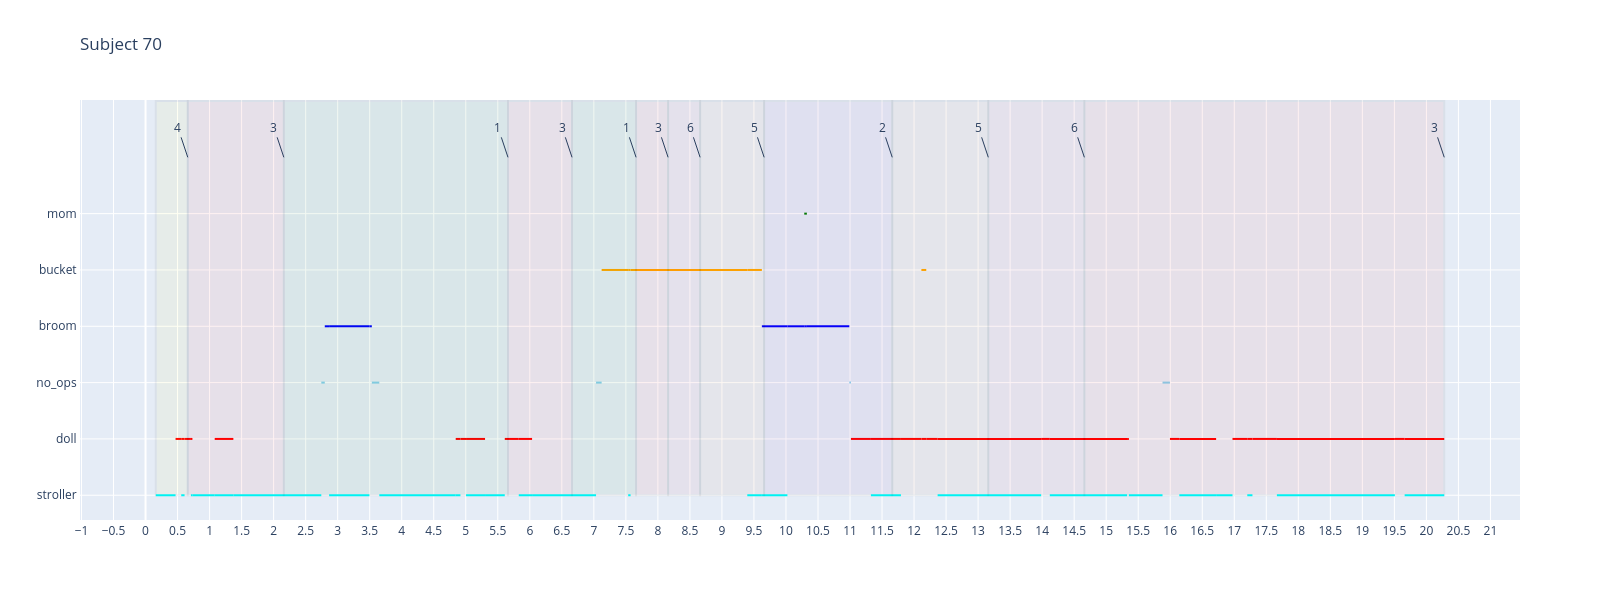 Subject 70
4 3 1 3 1 3 6 5 2 5 6 3
mom
bucket
broom
no_ops
doll
stroller
−1 −0.5 0 0.5 1 1.5 2 2.5 3 3.5 4 4.5 5 5.5 6 6.5 7 7.5 8 8.5 9 9.5 10 10.5 11 11.5 12 12.5 13 13.5 14 14.5 15 15.5 16 16.5 17 17.5 18 18.5 19 19.5 20 20.5 21